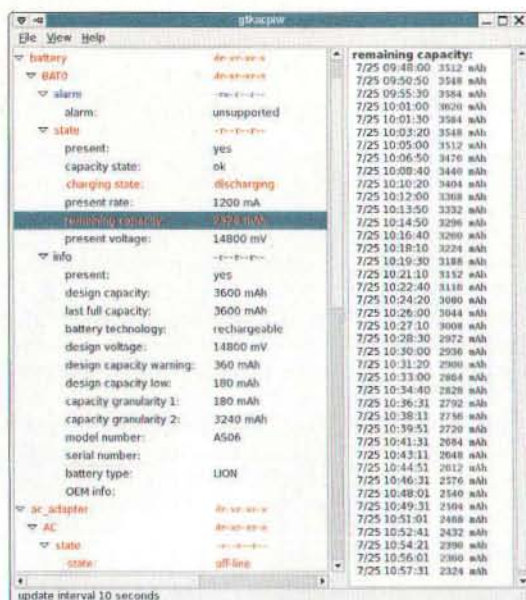 gtkacpiw
File View Help
battery dr-xr-xr-x
BAT0 dr-xr-xr-x
alarm -rw-r--r--
alarm: unsupported
state -r--r--r--
present: yes
capacity state: ok
charging state: discharging
present rate: 1200 mA
remaining capacity: 2324 mAh
present voltage: 14800 mV
info -r--r--r--
present: yes
design capacity: 3600 mAh
last full capacity: 3600 mAh
battery technology: rechargeable
design voltage: 14800 mV
design capacity warning: 360 mAh
design capacity low: 180 mAh
capacity granularity 1: 180 mAh
capacity granularity 2: 3240 mAh
model number: AS06
serial number:
battery type: LION
OEM info:
ac_adapter dr-xr-xr-x
AC dr-xr-xr-x
state -r--r--r--
state: off-line
remaining capacity:
7/25 09:48:00 3512 mAh
7/25 09:50:50 3548 mAh
7/25 09:55:30 3584 mAh
7/25 10:01:00 3620 mAh
7/25 10:01:30 3584 mAh
7/25 10:03:20 3548 mAh
7/25 10:05:00 3512 mAh
7/25 10:06:50 3476 mAh
7/25 10:08:40 3440 mAh
7/25 10:10:20 3404 mAh
7/25 10:12:00 3368 mAh
7/25 10:13:50 3332 mAh
7/25 10:14:50 3296 mAh
7/25 10:16:40 3260 mAh
7/25 10:18:10 3224 mAh
7/25 10:19:30 3188 mAh
7/25 10:21:10 3152 mAh
7/25 10:22:40 3116 mAh
7/25 10:24:20 3080 mAh
7/25 10:26:00 3044 mAh
7/25 10:27:10 3008 mAh
7/25 10:28:30 2972 mAh
7/25 10:30:00 2936 mAh
7/25 10:31:20 2900 mAh
7/25 10:33:00 2864 mAh
7/25 10:34:40 2828 mAh
7/25 10:36:31 2792 mAh
7/25 10:38:11 2756 mAh
7/25 10:39:51 2720 mAh
7/25 10:41:31 2684 mAh
7/25 10:43:11 2648 mAh
7/25 10:44:51 2612 mAh
7/25 10:46:31 2576 mAh
7/25 10:48:01 2540 mAh
7/25 10:49:31 2504 mAh
7/25 10:51:01 2468 mAh
7/25 10:52:41 2432 mAh
7/25 10:54:21 2396 mAh
7/25 10:56:01 2360 mAh
7/25 10:57:31 2324 mAh
update interval 10 seconds